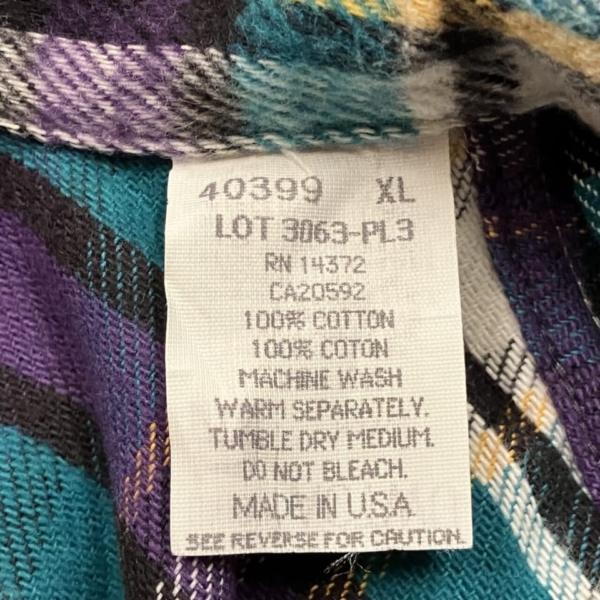 40399 XL
LOT 3063-PL3
RN 14372
CA20592
100% COTTON
100% COTON
MACHINE WASH
WARM SEPARATELY.
TUMBLE DRY MEDIUM.
DO NOT BLEACH.
MADE IN U.S.A
SEE REVERSE FOR CAUTION.